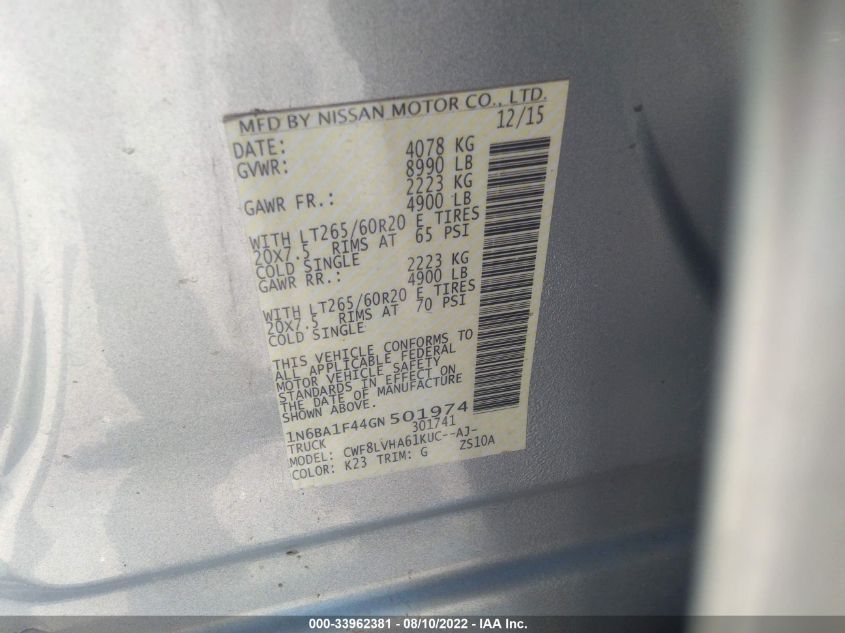 MFD BY NISSAN MOTOR CO., LTD.
DATE: 12/15
GVWR: 4078 KG
8990 LB
GAWR FR.: 2223 KG
4900 LB
WITH LT265/60R20 E TIRES
20X7.5 RIMS AT 65 PSI
COLD SINGLE
GAWR RR.: 2223 KG
4900 LB
WITH LT265/60R20 E TIRES
20X7.5 RIMS AT 70 PSI
COLD SINGLE
THIS VEHICLE CONFORMS TO
ALL APPLICABLE FEDERAL
MOTOR VEHICLE SAFETY
STANDARDS IN EFFECT ON
THE DATE OF MANUFACTURE
SHOWN ABOVE.
1N6BA1F44GN501974
TRUCK 301741
MODEL: CWF8LVHA61KUC--AJ-
COLOR: K23 TRIM: G ZS10A
000-33962381 - 08/10/2022 - IAA Inc.